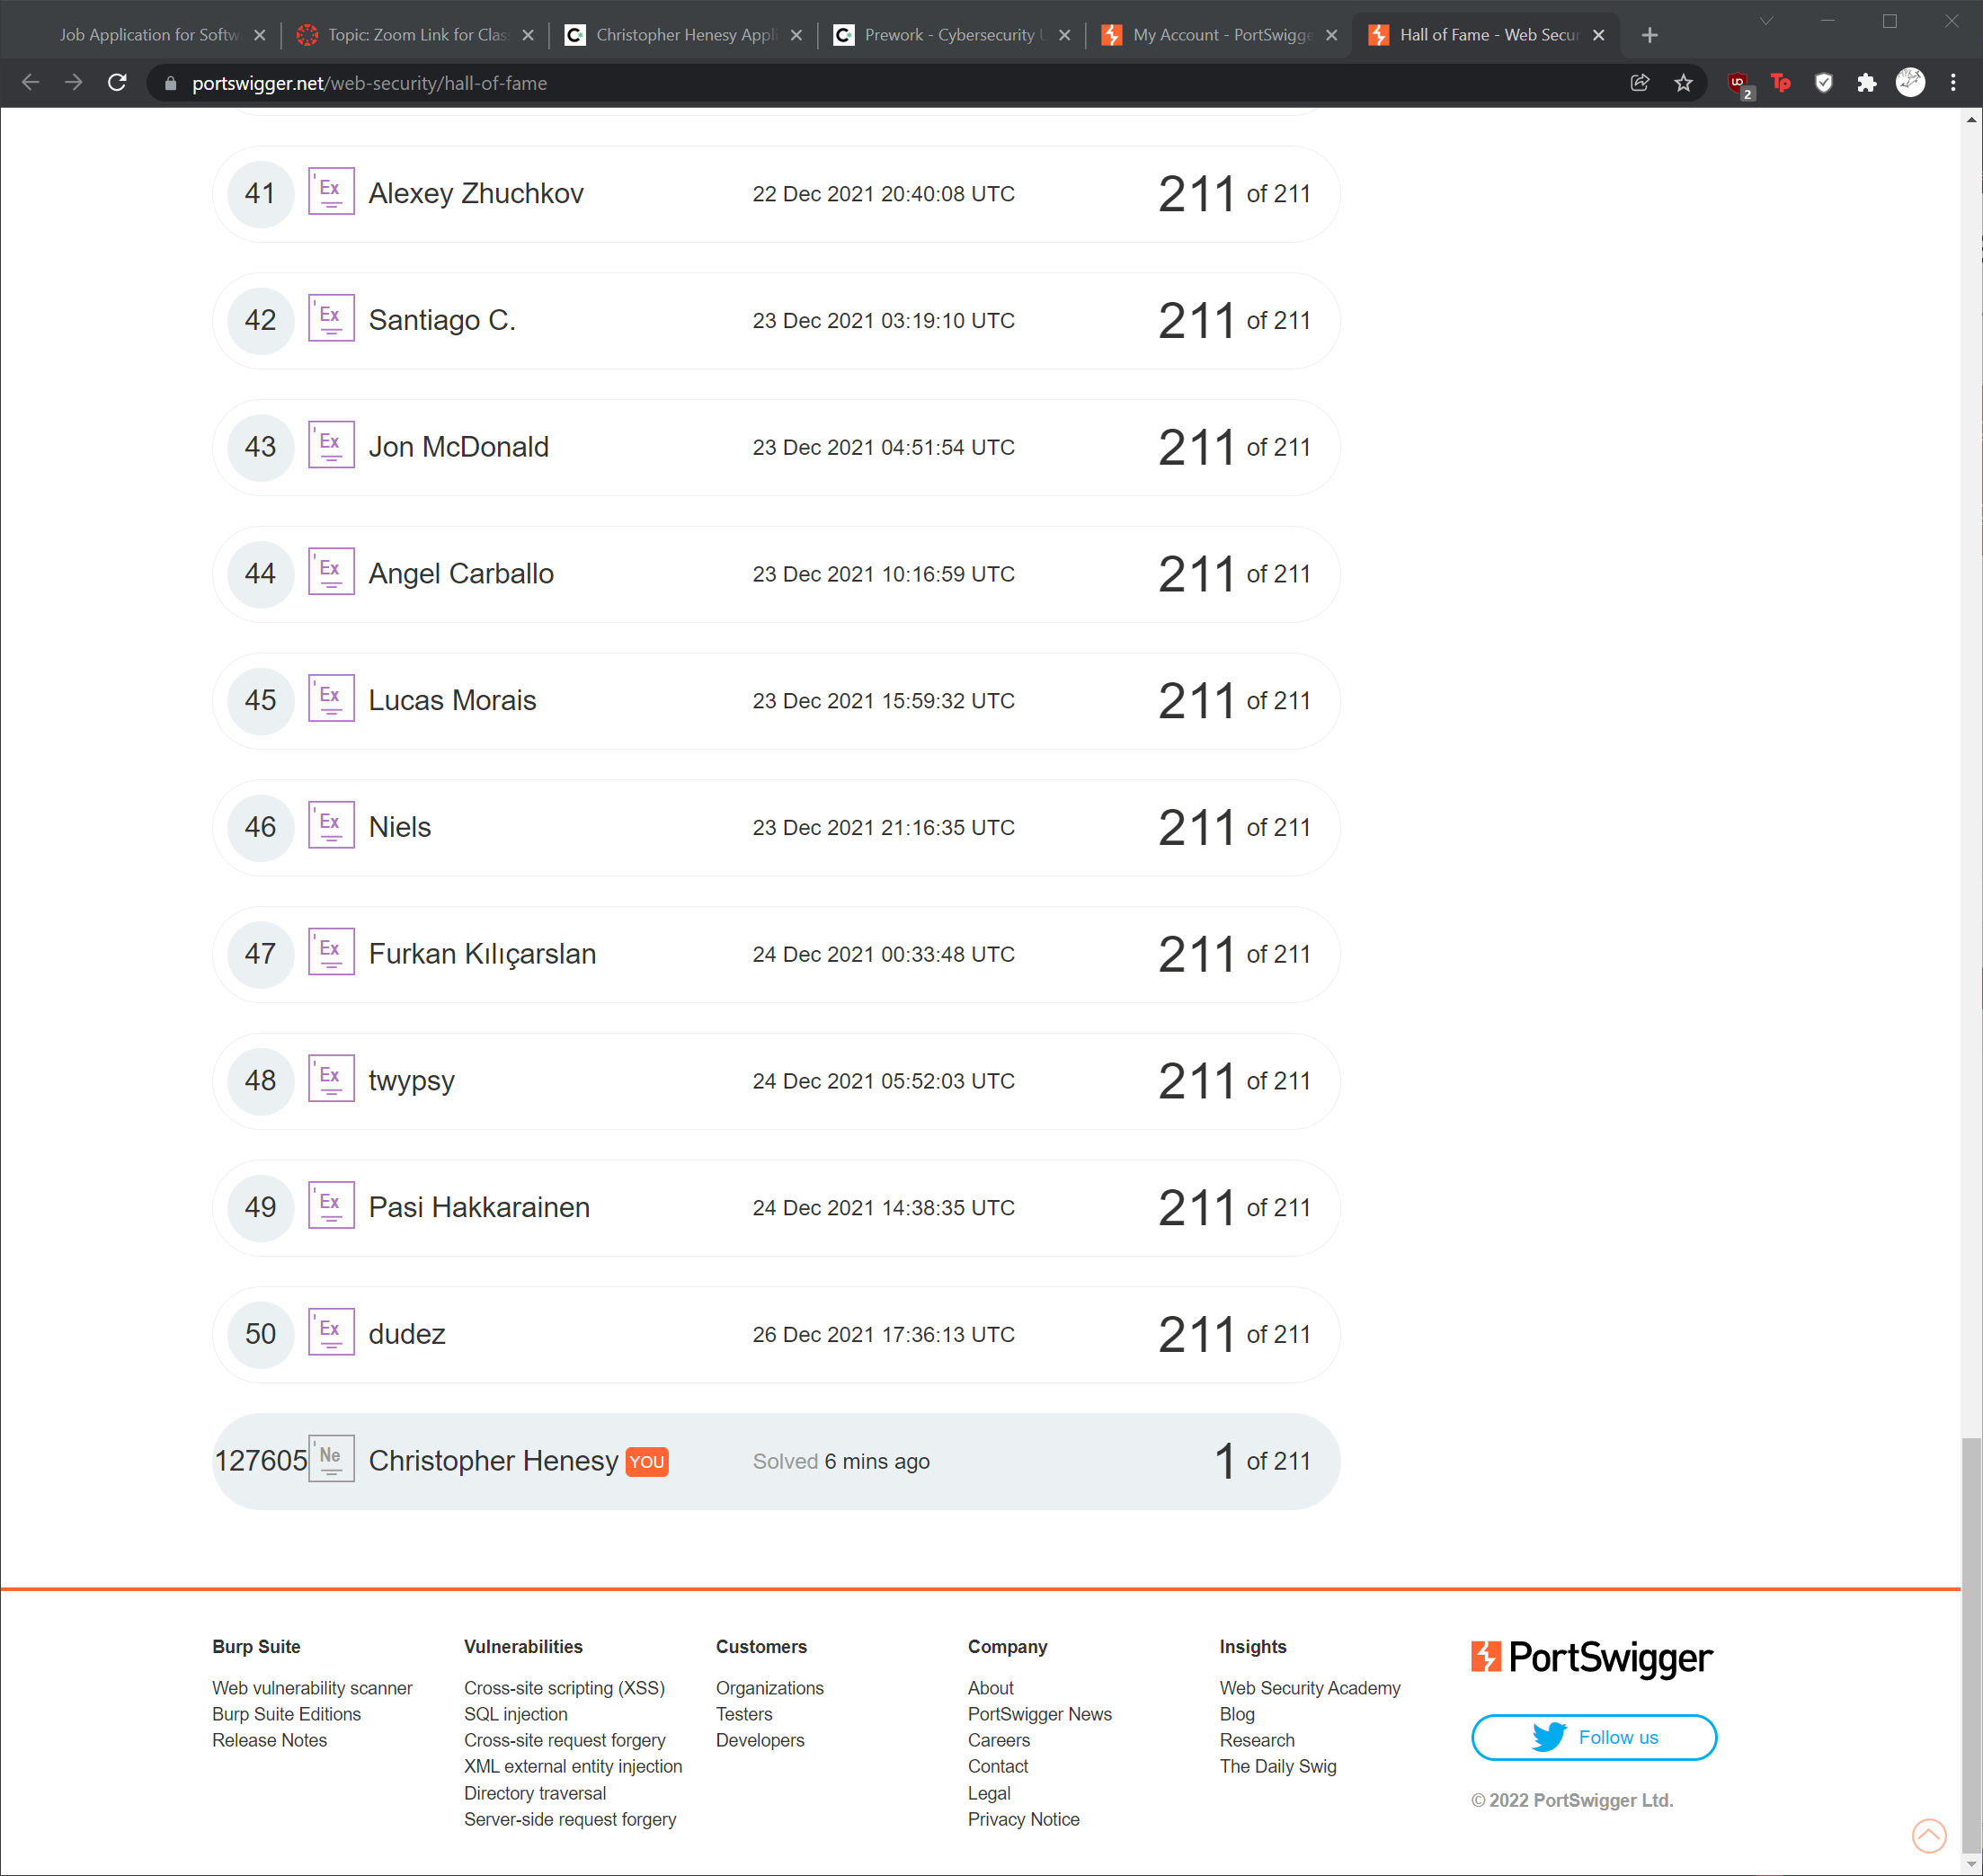 Job Application for Softw
Topic: Zoom Link for Clas
Christopher Henesy Appli
Prework - Cybersecurity U
My Account - PortSwigge
Hall of Fame - Web Secur
portswigger.net/web-security/hall-of-fame
uo 2
Tp
41 Ex Alexey Zhuchkov 22 Dec 2021 20:40:08 UTC 211 of 211
42 Ex Santiago C. 23 Dec 2021 03:19:10 UTC 211 of 211
43 Ex Jon McDonald 23 Dec 2021 04:51:54 UTC 211 of 211
44 Ex Angel Carballo 23 Dec 2021 10:16:59 UTC 211 of 211
45 Ex Lucas Morais 23 Dec 2021 15:59:32 UTC 211 of 211
46 Ex Niels 23 Dec 2021 21:16:35 UTC 211 of 211
47 Ex Furkan Kılıçarslan 24 Dec 2021 00:33:48 UTC 211 of 211
48 Ex twypsy 24 Dec 2021 05:52:03 UTC 211 of 211
49 Ex Pasi Hakkarainen 24 Dec 2021 14:38:35 UTC 211 of 211
50 Ex dudez 26 Dec 2021 17:36:13 UTC 211 of 211
127605 Ne Christopher Henesy YOU Solved 6 mins ago 1 of 211
Burp Suite
Web vulnerability scanner
Burp Suite Editions
Release Notes
Vulnerabilities
Cross-site scripting (XSS)
SQL injection
Cross-site request forgery
XML external entity injection
Directory traversal
Server-side request forgery
Customers
Organizations
Testers
Developers
Company
About
PortSwigger News
Careers
Contact
Legal
Privacy Notice
Insights
Web Security Academy
Blog
Research
The Daily Swig
PortSwigger
Follow us
© 2022 PortSwigger Ltd.